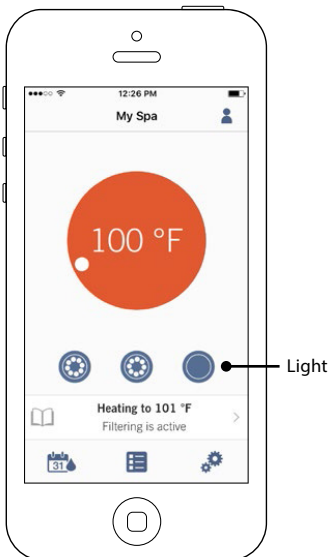 12:26 PM
My Spa
100 °F
Light
Heating to 101 °F
Filtering is active
31